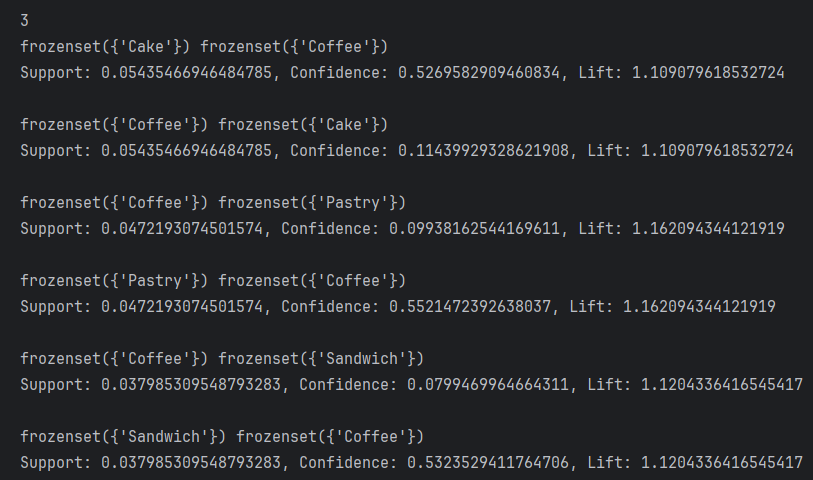 3
frozenset({'Cake'}) frozenset({'Coffee'})
Support: 0.05435466946484785, Confidence: 0.5269582909460834, Lift: 1.109079618532724
frozenset({'Coffee'}) frozenset({'Cake'})
Support: 0.05435466946484785, Confidence: 0.11439929328621908, Lift: 1.109079618532724
frozenset({'Coffee'}) frozenset({'Pastry'})
Support: 0.0472193074501574, Confidence: 0.09938162544169611, Lift: 1.162094344121919
frozenset({'Pastry'}) frozenset({'Coffee'})
Support: 0.0472193074501574, Confidence: 0.5521472392638037, Lift: 1.162094344121919
frozenset({'Coffee'}) frozenset({'Sandwich'})
Support: 0.037985309548793283, Confidence: 0.0799469964664311, Lift: 1.1204336416545417
frozenset({'Sandwich'}) frozenset({'Coffee'})
Support: 0.037985309548793283, Confidence: 0.5323529411764706, Lift: 1.1204336416545417